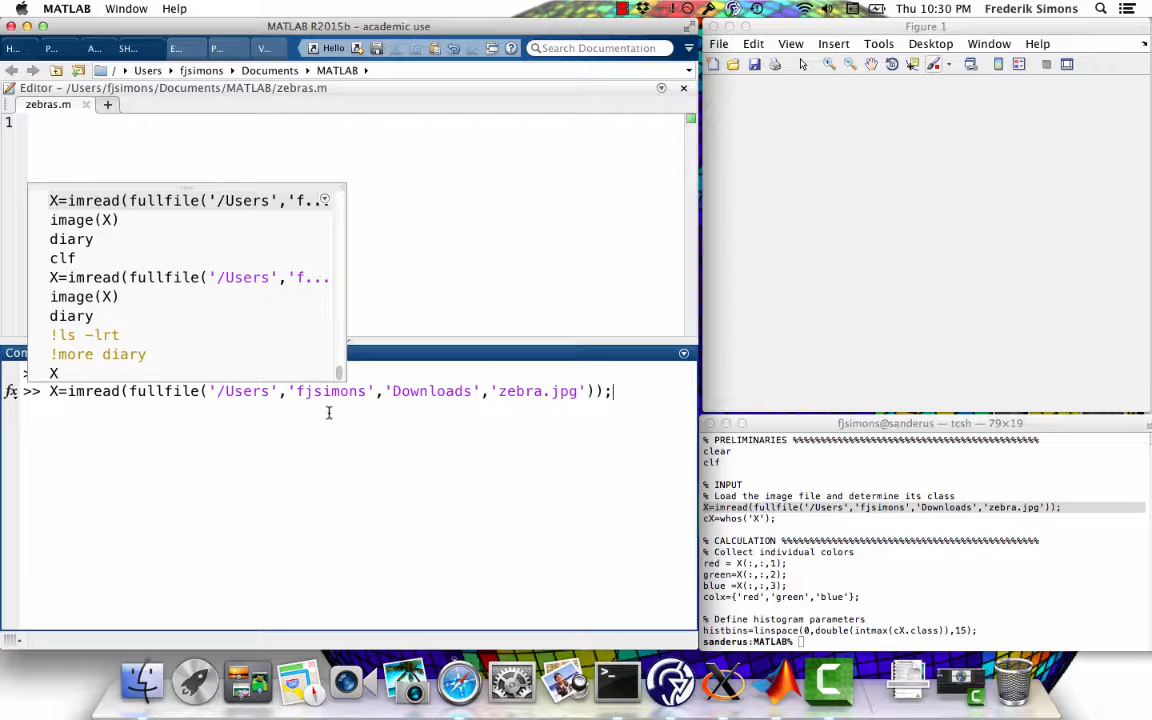 MATLAB Window Help
Thu 10:30 PM Frederik Simons
MATLAB R2015b - academic use
H... P... A... SH... E... P... V... Hello Search Documentation
/ Users fjsimons Documents MATLAB
Editor - /Users/fjsimons/Documents/MATLAB/zebras.m
zebras.m
1
X=imread(fullfile('/Users','f...
image(X)
diary
clf
X=imread(fullfile('/Users','f...
image(X)
diary
!ls -lrt
!more diary
X
Com
fx >> X=imread(fullfile('/Users','fjsimons','Downloads','zebra.jpg'));
Figure 1
File Edit View Insert Tools Desktop Window Help
fjsimons@sanderus — tcsh — 79×19
% PRELIMINARIES %%%%%%%%%%%%%%%%%%%%%%%%%%%%%%%%%%%%%%%%%%%
clear
clf
% INPUT
% Load the image file and determine its class
X=imread(fullfile('/Users','fjsimons','Downloads','zebra.jpg'));
cX=whos('X');
% CALCULATION %%%%%%%%%%%%%%%%%%%%%%%%%%%%%%%%%%%%%%%%%%%
% Collect individual colors
red = X(:,:,1);
green=X(:,:,2);
blue =X(:,:,3);
colx={'red','green','blue'};
% Define histogram parameters
histbins=linspace(0,double(intmax(cX.class)),15);
sanderus:MATLAB%